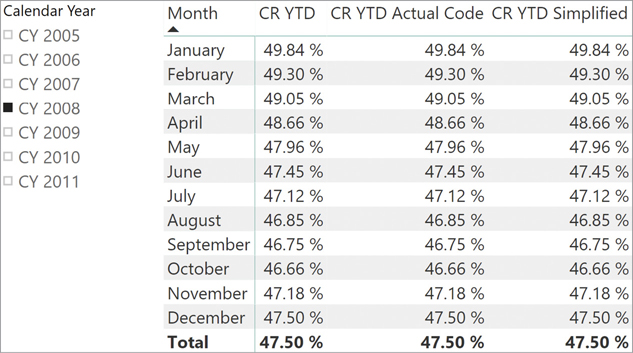 Calendar Year
CY 2005
CY 2006
CY 2007
CY 2008
CY 2009
CY 2010
CY 2011
Month CR YTD CR YTD Actual Code CR YTD Simplified
January 49.84 % 49.84 % 49.84 %
February 49.30 % 49.30 % 49.30 %
March 49.05 % 49.05 % 49.05 %
April 48.66 % 48.66 % 48.66 %
May 47.96 % 47.96 % 47.96 %
June 47.45 % 47.45 % 47.45 %
July 47.12 % 47.12 % 47.12 %
August 46.85 % 46.85 % 46.85 %
September 46.75 % 46.75 % 46.75 %
October 46.66 % 46.66 % 46.66 %
November 47.18 % 47.18 % 47.18 %
December 47.50 % 47.50 % 47.50 %
Total 47.50 % 47.50 % 47.50 %